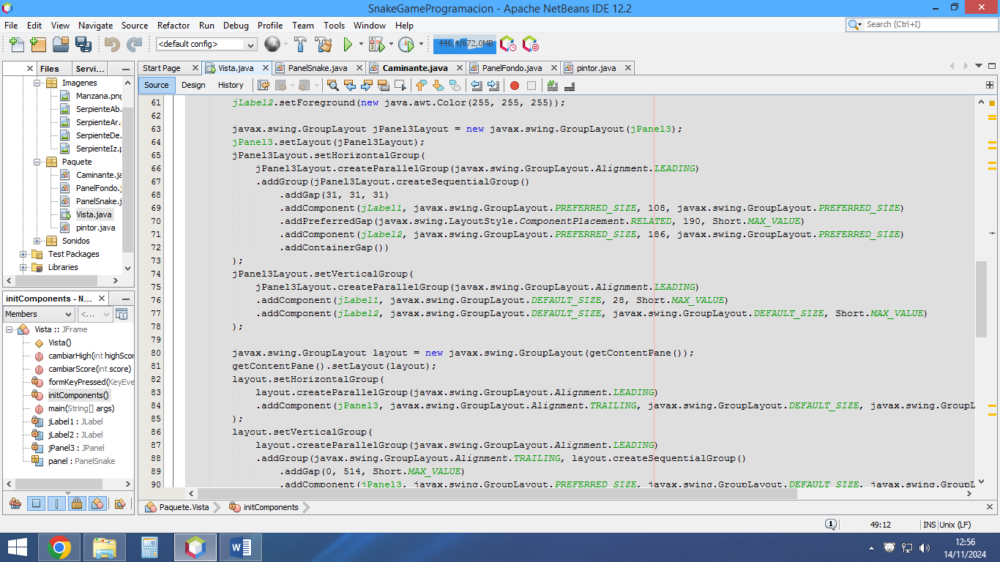 SnakeGameProgramacion - Apache NetBeans IDE 12.2
File Edit View Navigate Source Refactor Run Debug Profile Team Tools Window Help
Search (Ctrl+I)
<default config>
446,4/672,0MB
Files Servi...
Start Page Vista.java PanelSnake.java Caminante.java PanelFondo.java pintor.java
Source Design History
Imagenes
Manzana.png
SerpienteAb.
SerpienteAr.
SerpienteDe.
SerpienteIz.p
Paquete
Caminante.ja
PanelFondo.j
PanelSnake.j
Vista.java
pintor.java
Sonidos
Test Packages
Libraries
initComponents - N...
Members
<...
Vista :: JFrame
Vista()
cambiarHigh(int highScor
cambiarScore(int score)
formKeyPressed(KeyEve
initComponents()
main(String[] args)
jLabel1 : JLabel
jLabel2 : JLabel
jPanel3 : JPanel
panel : PanelSnake
61 jLabel2.setForeground(new java.awt.Color(255, 255, 255));
62
63 javax.swing.GroupLayout jPanel3Layout = new javax.swing.GroupLayout(jPanel3);
64 jPanel3.setLayout(jPanel3Layout);
65 jPanel3Layout.setHorizontalGroup(
66 jPanel3Layout.createParallelGroup(javax.swing.GroupLayout.Alignment.LEADING)
67 .addGroup(jPanel3Layout.createSequentialGroup()
68 .addGap(31, 31, 31)
69 .addComponent(jLabel1, javax.swing.GroupLayout.PREFERRED_SIZE, 108, javax.swing.GroupLayout.PREFERRED_SIZE)
70 .addPreferredGap(javax.swing.LayoutStyle.ComponentPlacement.RELATED, 190, Short.MAX_VALUE)
71 .addComponent(jLabel2, javax.swing.GroupLayout.PREFERRED_SIZE, 186, javax.swing.GroupLayout.PREFERRED_SIZE)
72 .addContainerGap())
73 );
74 jPanel3Layout.setVerticalGroup(
75 jPanel3Layout.createParallelGroup(javax.swing.GroupLayout.Alignment.LEADING)
76 .addComponent(jLabel1, javax.swing.GroupLayout.DEFAULT_SIZE, 28, Short.MAX_VALUE)
77 .addComponent(jLabel2, javax.swing.GroupLayout.DEFAULT_SIZE, javax.swing.GroupLayout.DEFAULT_SIZE, Short.MAX_VALUE)
78 );
79
80 javax.swing.GroupLayout layout = new javax.swing.GroupLayout(getContentPane());
81 getContentPane().setLayout(layout);
82 layout.setHorizontalGroup(
83 layout.createParallelGroup(javax.swing.GroupLayout.Alignment.LEADING)
84 .addComponent(jPanel3, javax.swing.GroupLayout.Alignment.TRAILING, javax.swing.GroupLayout.DEFAULT_SIZE, javax.swing.GroupL
85 );
86 layout.setVerticalGroup(
87 layout.createParallelGroup(javax.swing.GroupLayout.Alignment.LEADING)
88 .addGroup(javax.swing.GroupLayout.Alignment.TRAILING, layout.createSequentialGroup()
89 .addGap(0, 514, Short.MAX_VALUE)
90 .addComponent(jPanel3, javax.swing.GroupLayout.PREFERRED_SIZE, javax.swing.GroupLayout.DEFAULT_SIZE, javax.swing.GroupL
Paquete.Vista initComponents
1 49:12 INS Unix (LF)
12:56
14/11/2024